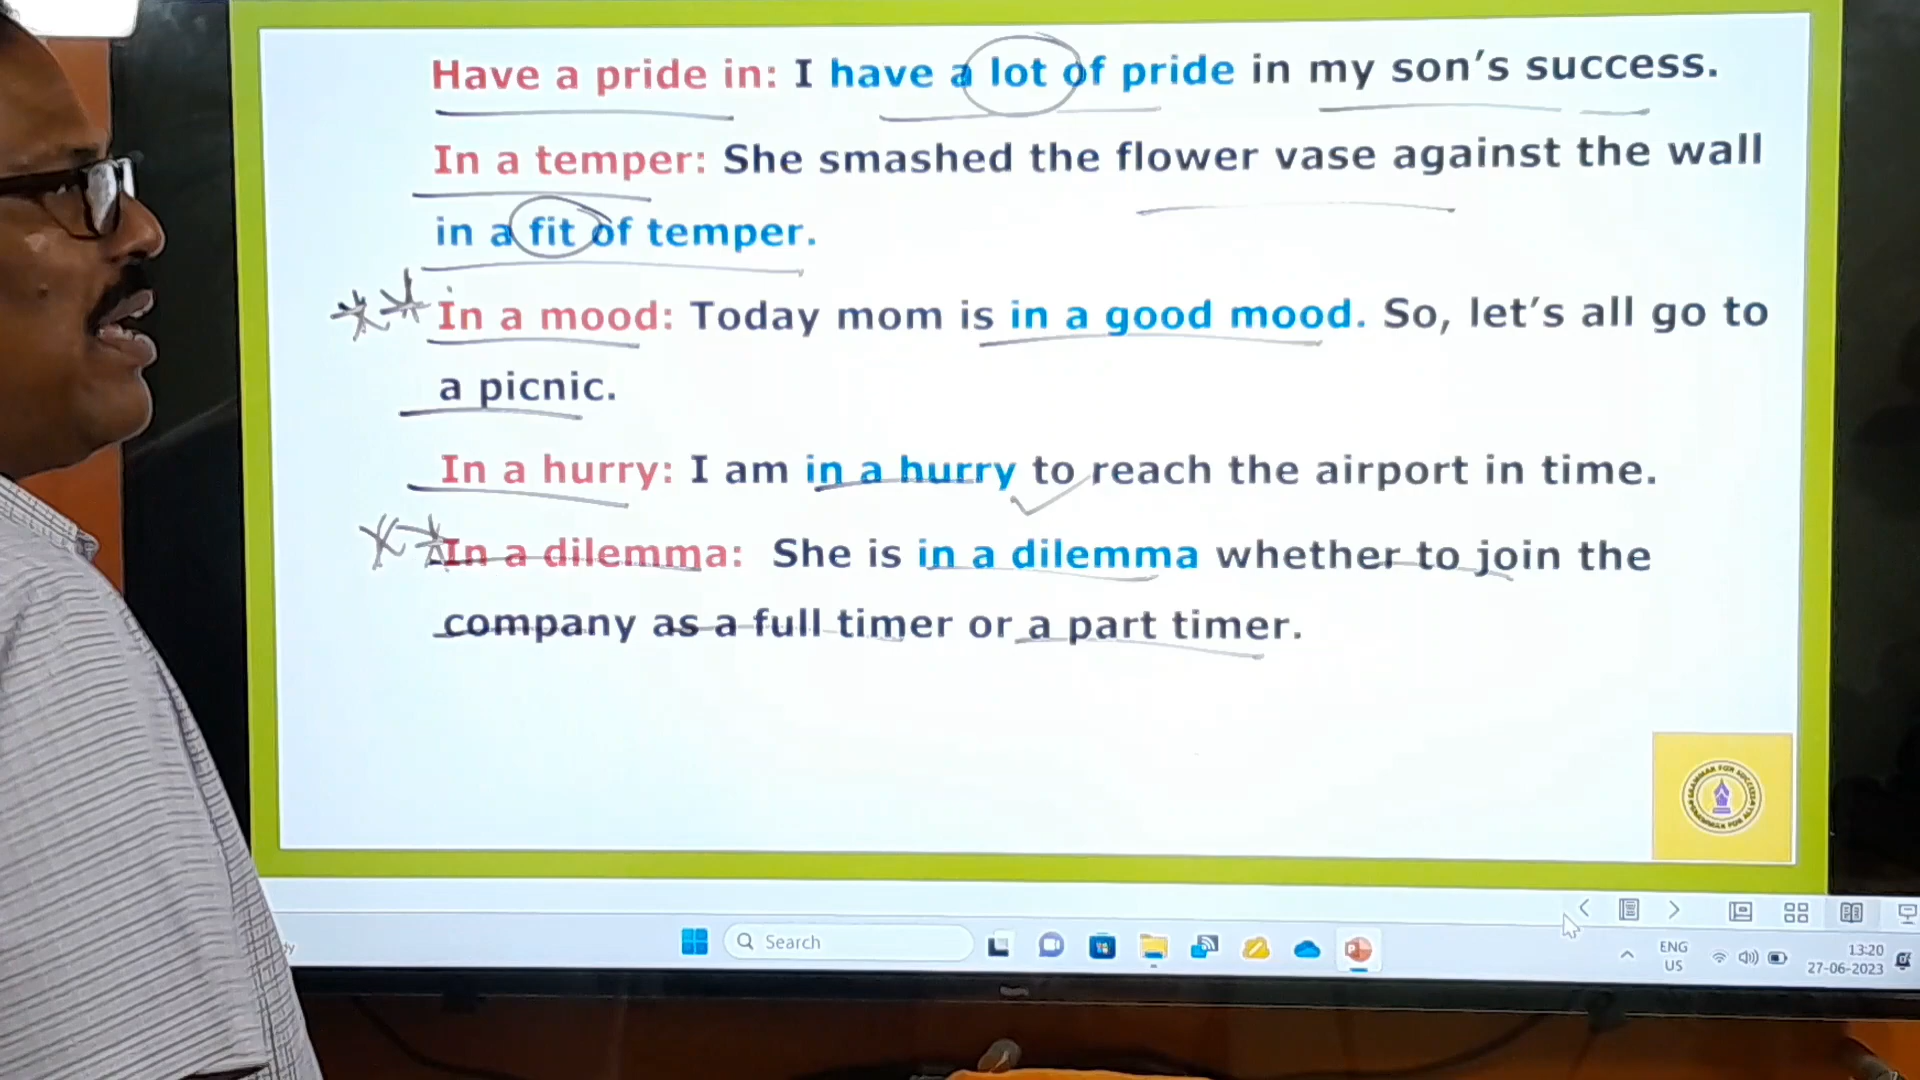 Have a pride in: I have a lot of pride in my son's success.
In a temper: She smashed the flower vase against the wall
in a fit of temper.
In a mood: Today mom is in a good mood. So, let's all go to
a picnic.
In a hurry: I am in a hurry to reach the airport in time.
In a dilemma: She is in a dilemma whether to join the
company as a full timer or a part timer.
Search
ENG
US
13:20
27-06-2023